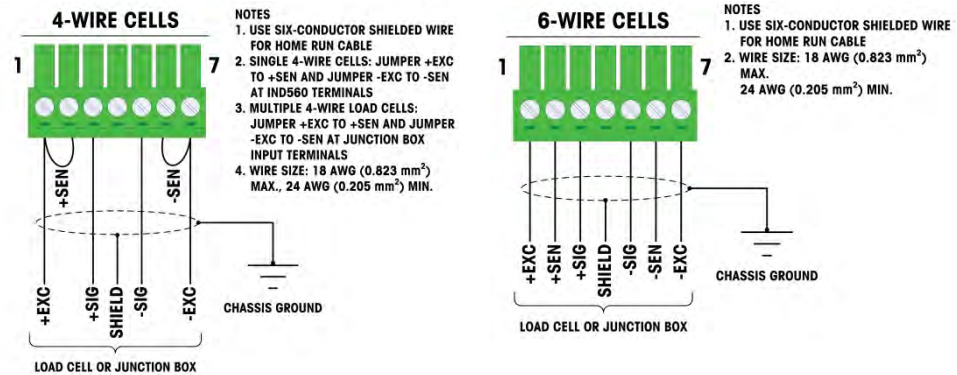 4-WIRE CELLS
1
7
NOTES
1. USE SIX-CONDUCTOR SHIELDED WIRE
FOR HOME RUN CABLE
2. SINGLE 4-WIRE CELLS: JUMPER +EXC
TO +SEN AND JUMPER -EXC TO -SEN
AT IND560 TERMINALS
3. MULTIPLE 4-WIRE LOAD CELLS:
JUMPER +EXC TO +SEN AND JUMPER
-EXC TO -SEN AT JUNCTION BOX
INPUT TERMINALS
4. WIRE SIZE: 18 AWG (0.823 mm²)
MAX., 24 AWG (0.205 mm²) MIN.
+SEN
-SEN
+EXC
+SIG
SHIELD
-SIG
-EXC
CHASSIS GROUND
LOAD CELL OR JUNCTION BOX
6-WIRE CELLS
1
7
NOTES
1. USE SIX-CONDUCTOR SHIELDED WIRE
FOR HOME RUN CABLE
2. WIRE SIZE: 18 AWG (0.823 mm²)
MAX.
24 AWG (0.205 mm²) MIN.
+EXC
+SEN
+SIG
SHIELD
-SIG
-SEN
-EXC
CHASSIS GROUND
LOAD CELL OR JUNCTION BOX